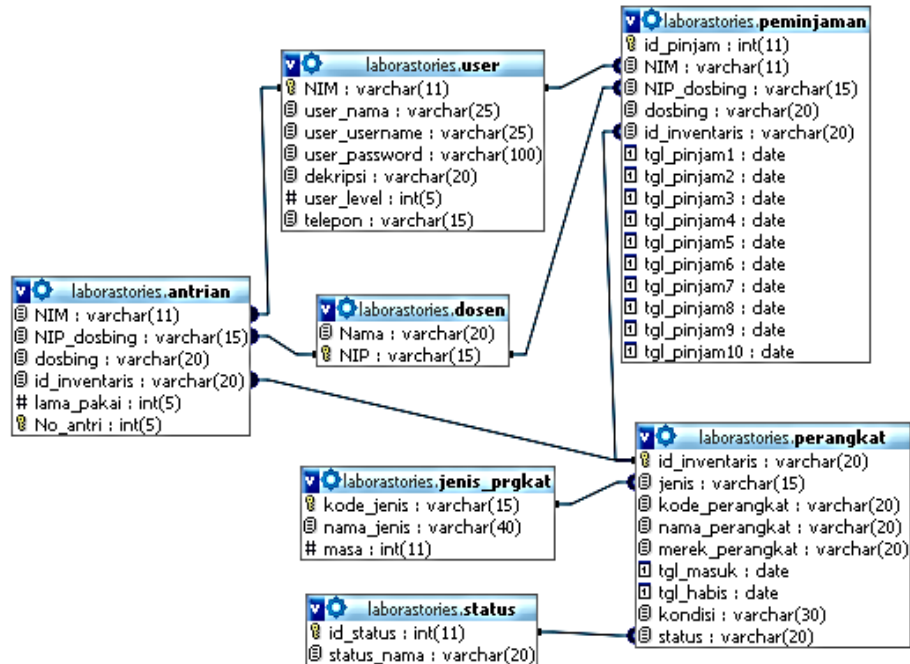 laborastories.peminjaman
id_pinjam : int(11)
NIM : varchar(11)
NIP_dosbing : varchar(15)
dosbing : varchar(20)
id_inventaris : varchar(20)
tgl_pinjam1 : date
tgl_pinjam2 : date
tgl_pinjam3 : date
tgl_pinjam4 : date
tgl_pinjam5 : date
tgl_pinjam6 : date
tgl_pinjam7 : date
tgl_pinjam8 : date
tgl_pinjam9 : date
tgl_pinjam10 : date
laborastories.user
NIM : varchar(11)
user_nama : varchar(25)
user_username : varchar(25)
user_password : varchar(100)
dekripsi : varchar(20)
# user_level : int(5)
telepon : varchar(15)
laborastories.antrian
NIM : varchar(11)
NIP_dosbing : varchar(15)
dosbing : varchar(20)
id_inventaris : varchar(20)
# lama_pakai : int(5)
No_antri : int(5)
laborastories.dosen
Nama : varchar(20)
NIP : varchar(15)
laborastories.perangkat
id_inventaris : varchar(20)
jenis : varchar(15)
kode_perangkat : varchar(20)
nama_perangkat : varchar(20)
merek_perangkat : varchar(20)
tgl_masuk : date
tgl_habis : date
kondisi : varchar(30)
status : varchar(20)
laborastories.jenis_prgkat
kode_jenis : varchar(15)
nama_jenis : varchar(40)
# masa : int(11)
laborastories.status
id_status : int(11)
status_nama : varchar(20)